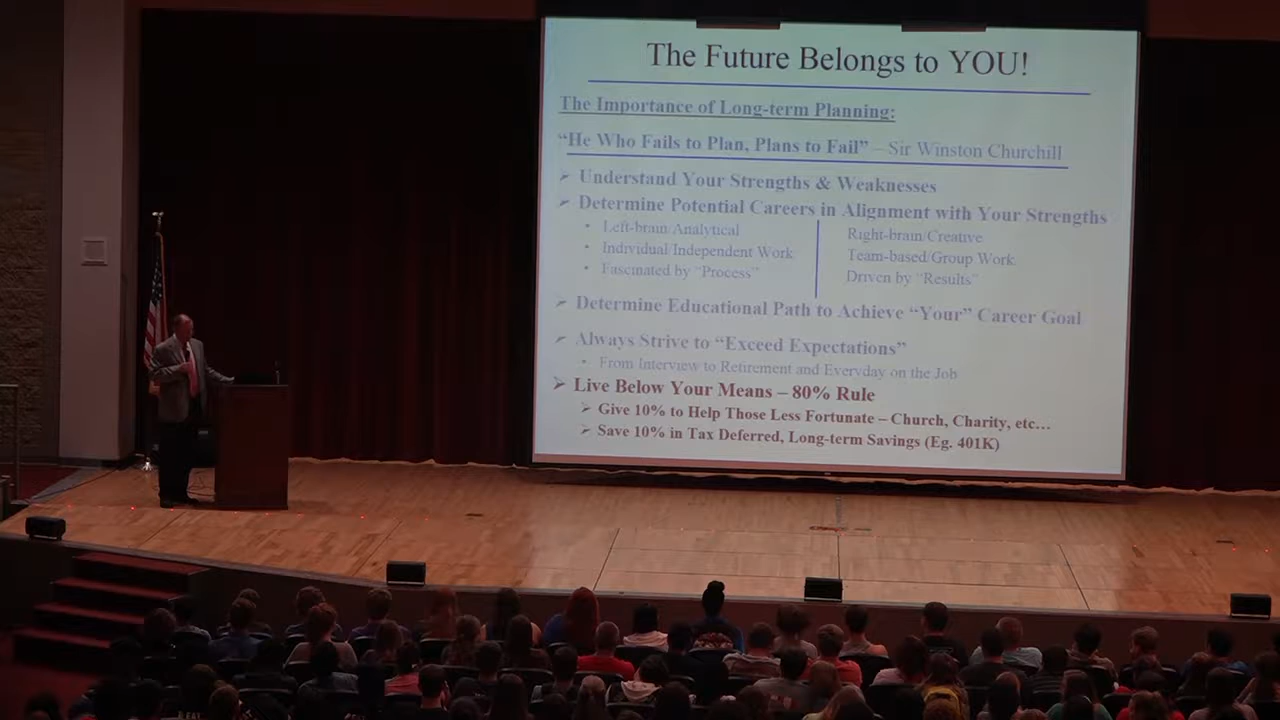 The Future Belongs to YOU!
The Importance of Long-term Planning:
“He Who Fails to Plan, Plans to Fail” – Sir Winston Churchill
➢ Understand Your Strengths & Weaknesses
➢ Determine Potential Careers in Alignment with Your Strengths
• Left-brain/Analytical
• Individual/Independent Work
• Fascinated by “Process”
Right-brain/Creative
Team-based/Group Work
Driven by “Results”
➢ Determine Educational Path to Achieve “Your” Career Goal
➢ Always Strive to “Exceed Expectations”
• From Interview to Retirement and Everyday on the Job
➢ Live Below Your Means – 80% Rule
➢ Give 10% to Help Those Less Fortunate – Church, Charity, etc…
➢ Save 10% in Tax Deferred, Long-term Savings (Eg. 401K)